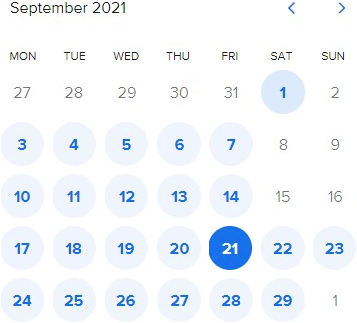 September 2021
MON TUE WED THU FRI SAT SUN
27 28 29 30 31 1 2
3 4 5 6 7 8 9
10 11 12 13 14 15 16
17 18 19 20 21 22 23
24 25 26 27 28 29 1